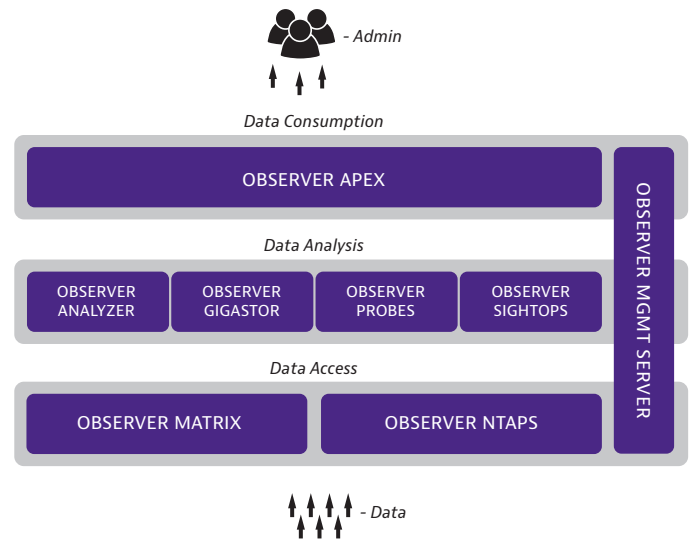 - Admin
Data Consumption
OBSERVER APEX
OBSERVER MGMT SERVER
Data Analysis
OBSERVER
ANALYZER
OBSERVER
GIGASTOR
OBSERVER
PROBES
OBSERVER
SIGHTOPS
Data Access
OBSERVER MATRIX
OBSERVER NTAPS
- Data